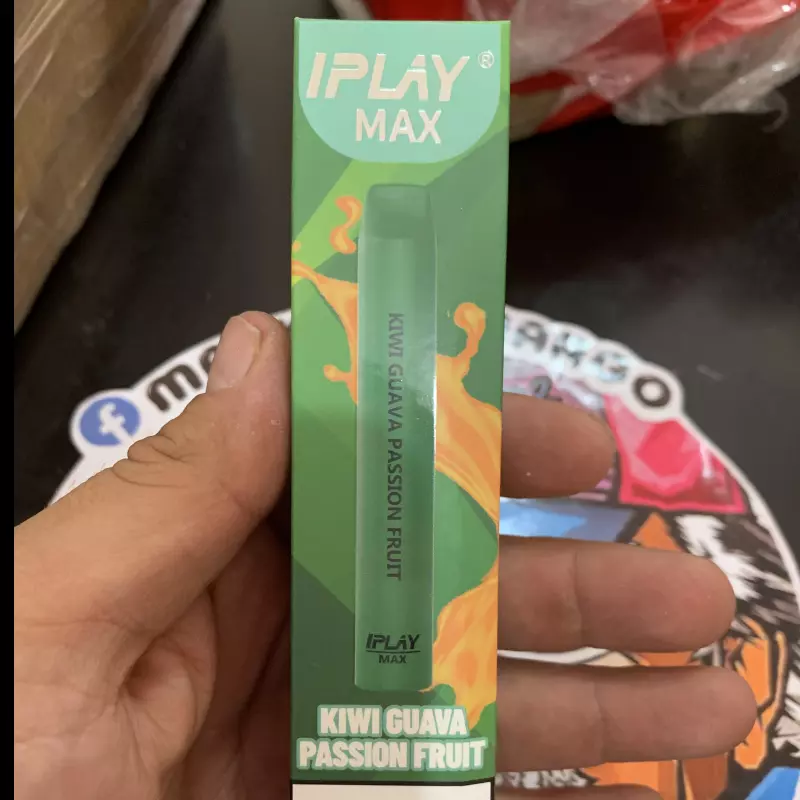 IPLAY®
MAX
KIWI GUAVA PASSION FRUIT
IPLAY
MAX
KIWI GUAVA
PASSION FRUIT